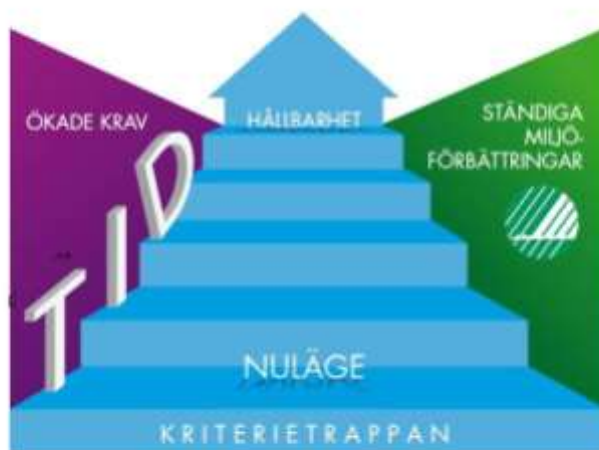 ÖKADE KRAV
HÅLLBARHET
STÄNDIGA
MILJÖ-
FÖRBÄTTRINGAR
TID
NULÄGE
KRITERIETRAPPAN